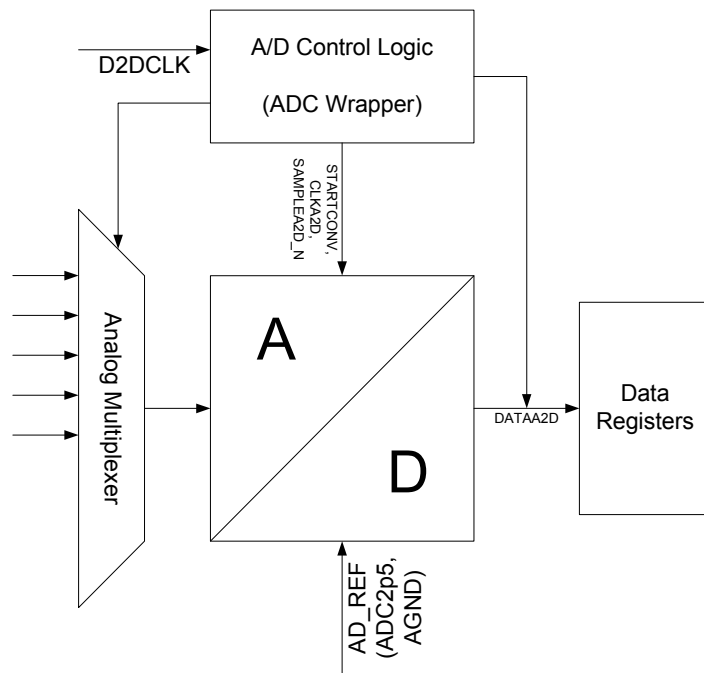 A/D Control Logic
(ADC Wrapper)
D2DCLK
STARTCONV,
CLKA2D,
SAMPLEA2D_N
Analog Multiplexer
A
D
DATAA2D
Data
Registers
AD_REF
(ADC2p5,
AGND)